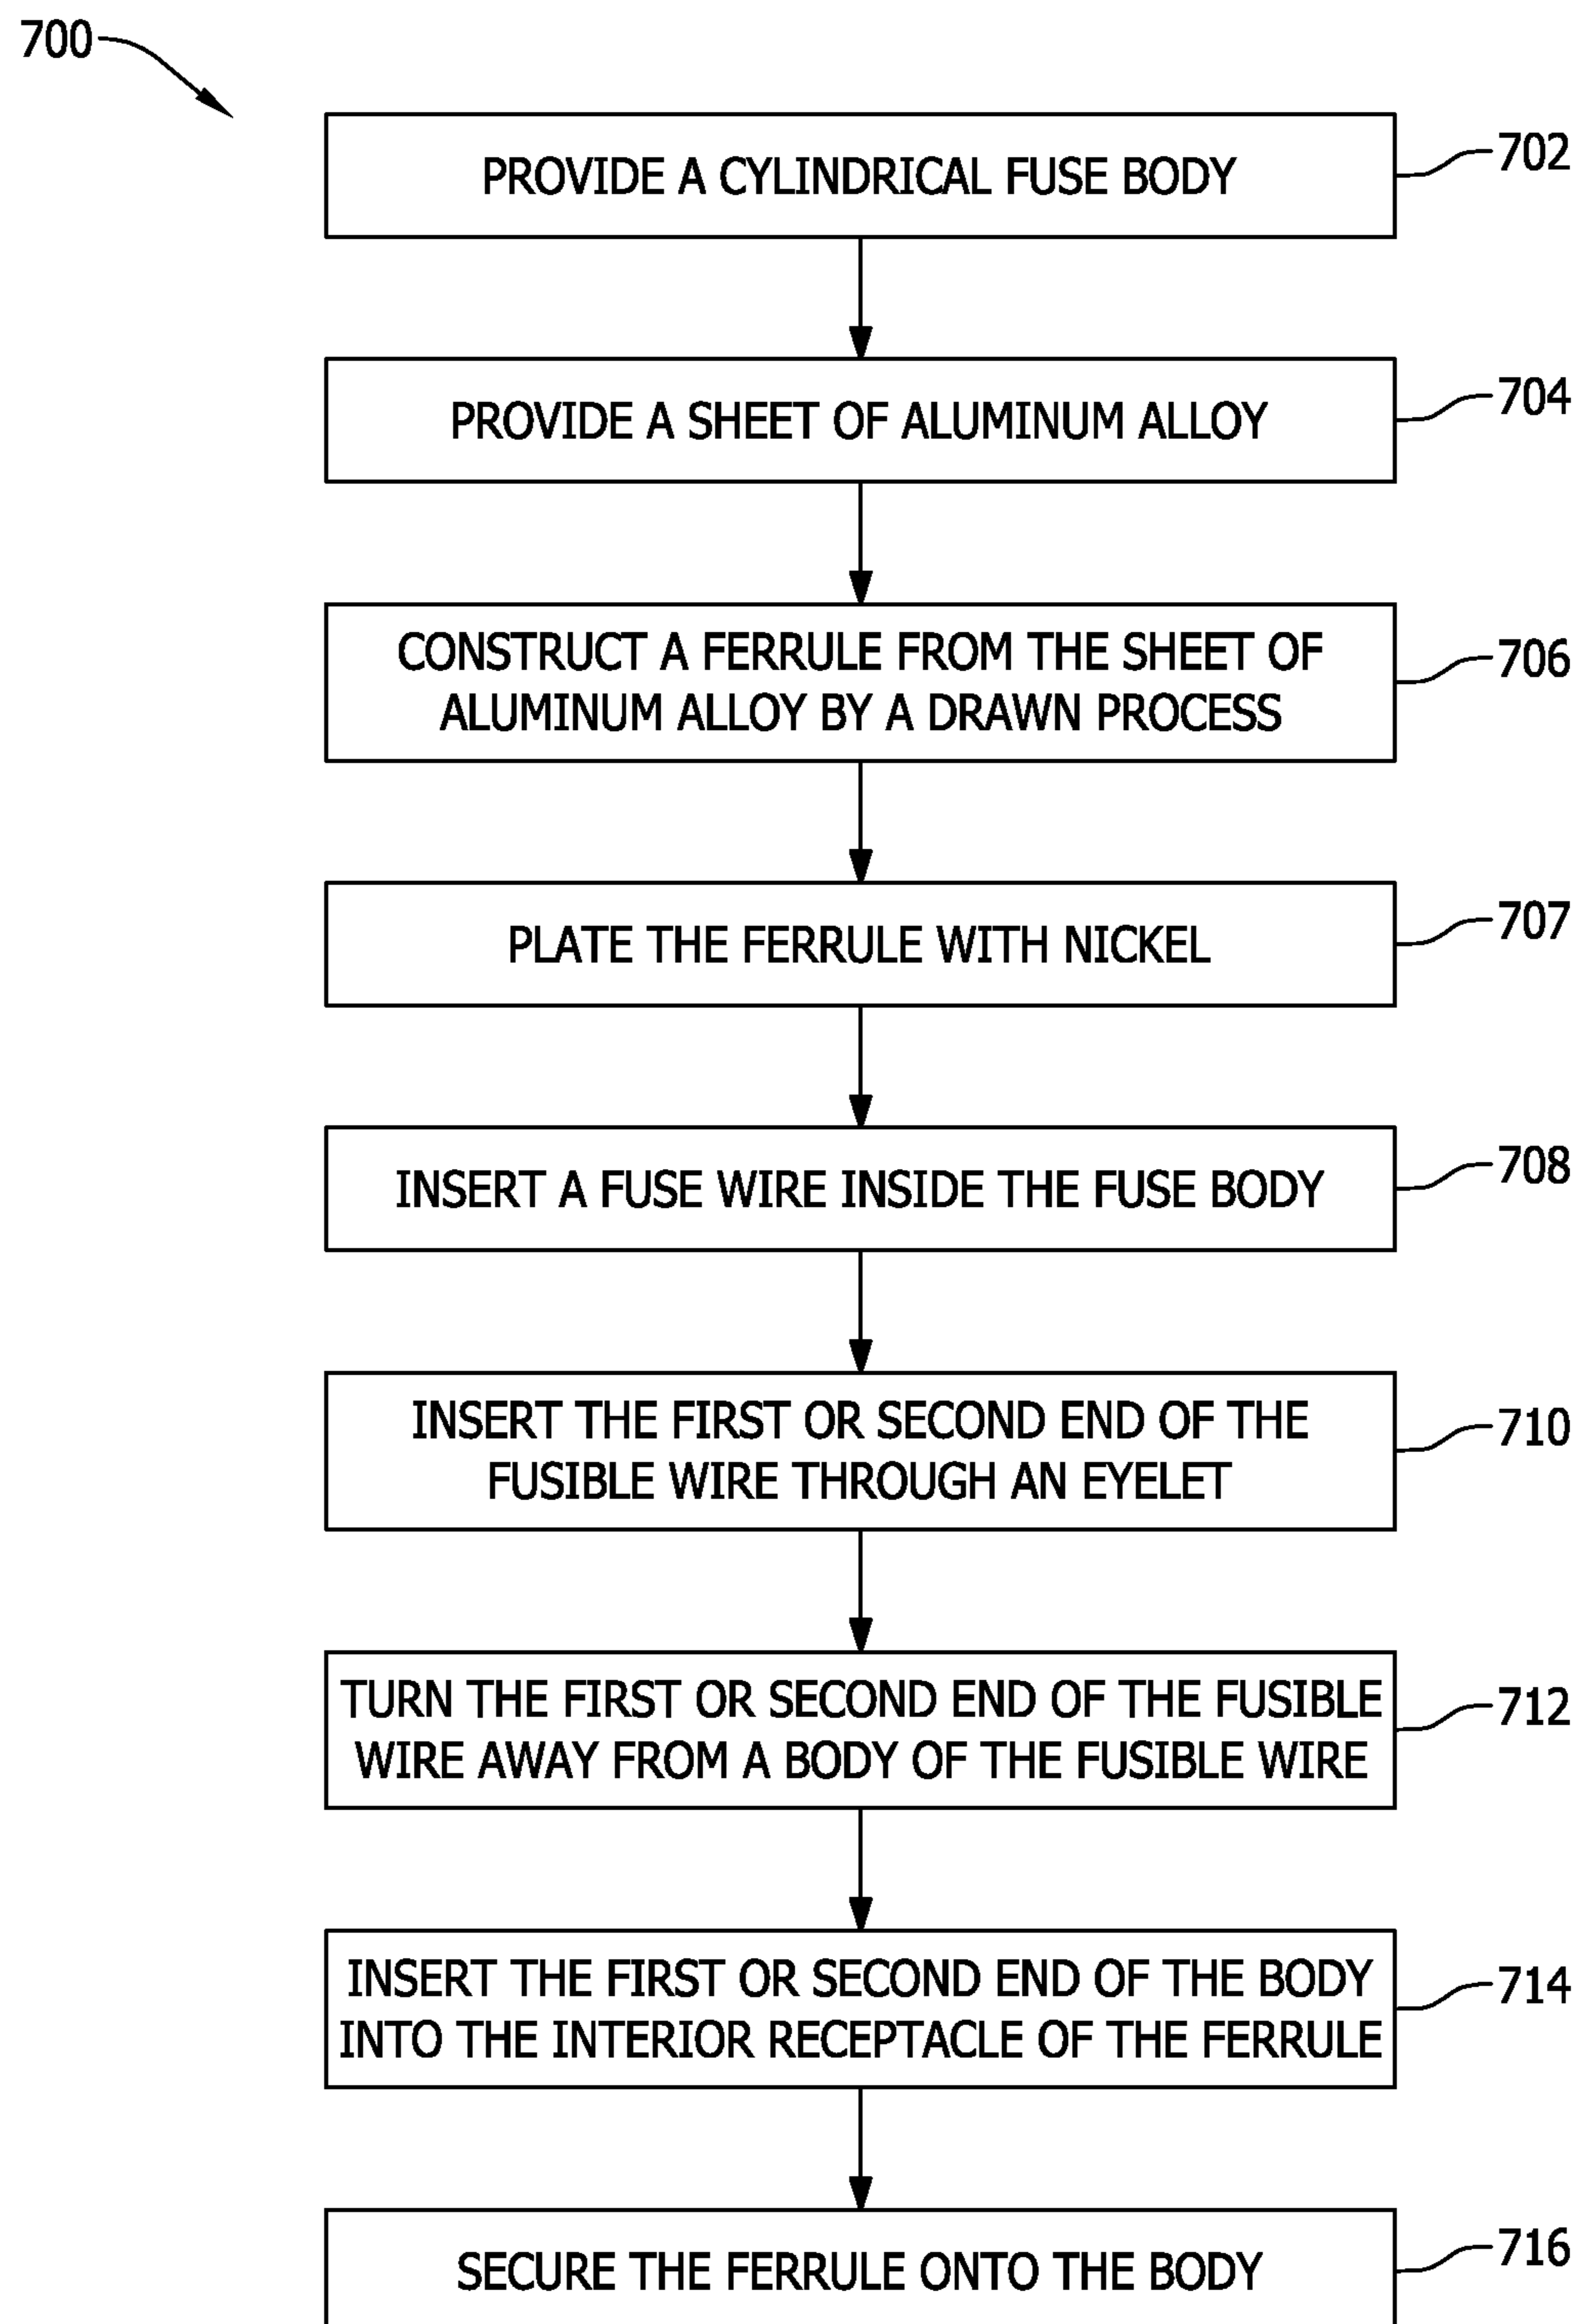 700
PROVIDE A CYLINDRICAL FUSE BODY
702
PROVIDE A SHEET OF ALUMINUM ALLOY
704
CONSTRUCT A FERRULE FROM THE SHEET OF
ALUMINUM ALLOY BY A DRAWN PROCESS
706
PLATE THE FERRULE WITH NICKEL
707
INSERT A FUSE WIRE INSIDE THE FUSE BODY
708
INSERT THE FIRST OR SECOND END OF THE
FUSIBLE WIRE THROUGH AN EYELET
710
TURN THE FIRST OR SECOND END OF THE FUSIBLE
WIRE AWAY FROM A BODY OF THE FUSIBLE WIRE
712
INSERT THE FIRST OR SECOND END OF THE BODY
INTO THE INTERIOR RECEPTACLE OF THE FERRULE
714
SECURE THE FERRULE ONTO THE BODY
716